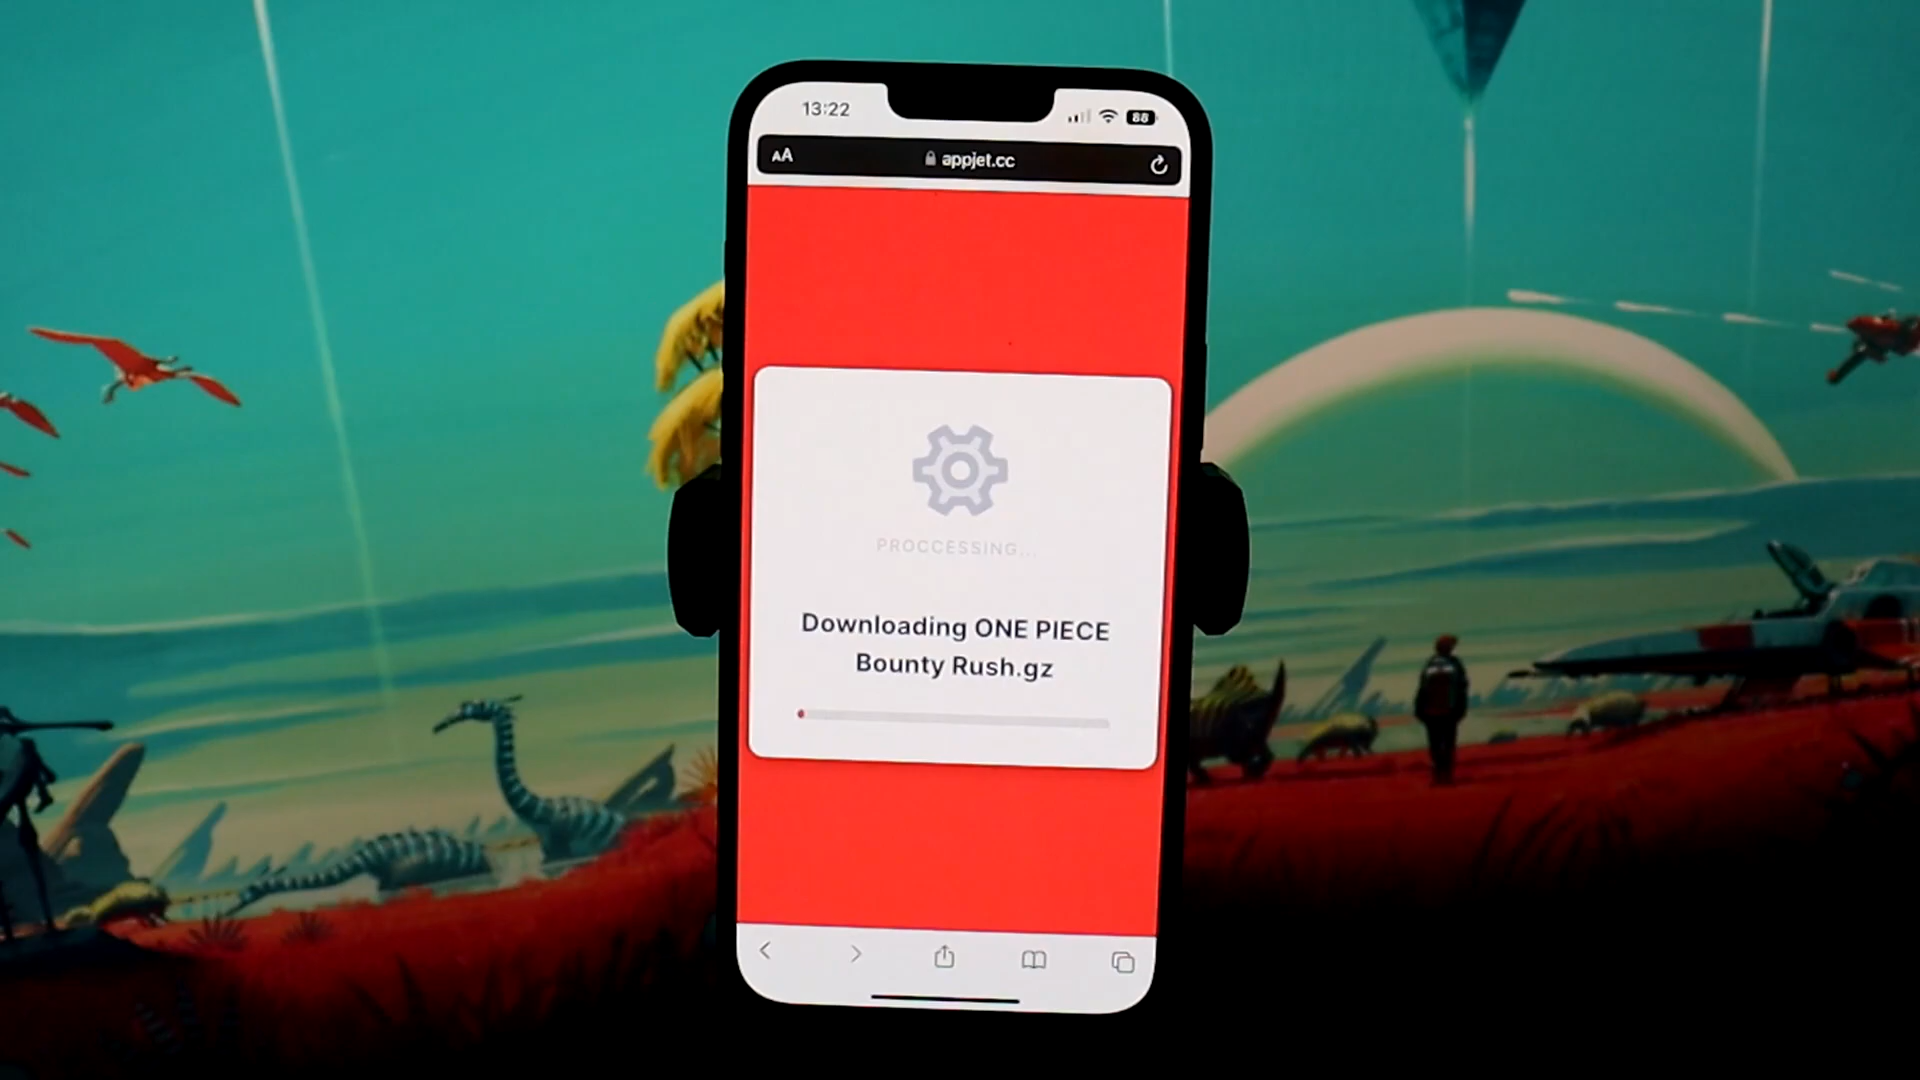 13:22
88
AA
appjet.cc
PROCCESSING...
Downloading ONE PIECE
Bounty Rush.gz